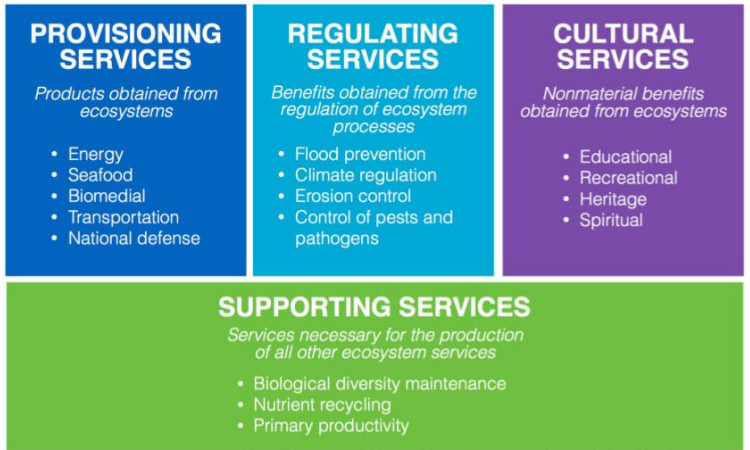 PROVISIONING
SERVICES
Products obtained from
ecosystems
• Energy
• Seafood
• Biomedial
• Transportation
• National defense
REGULATING
SERVICES
Benefits obtained from the
regulation of ecosystem
processes
• Flood prevention
• Climate regulation
• Erosion control
• Control of pests and
pathogens
CULTURAL
SERVICES
Nonmaterial benefits
obtained from ecosystems
• Educational
• Recreational
• Heritage
• Spiritual
SUPPORTING SERVICES
Services necessary for the production
of all other ecosystem services
• Biological diversity maintenance
• Nutrient recycling
• Primary productivity